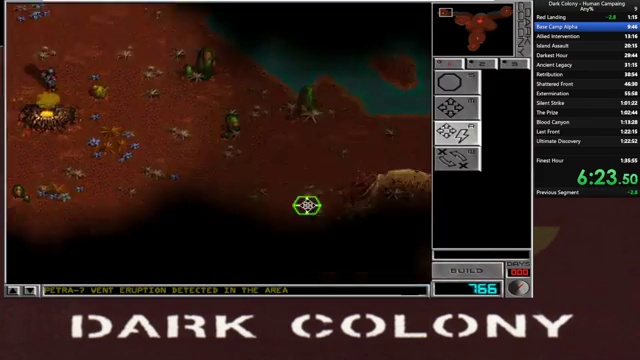 Dark Colony - Human Campaing
Any% 9
Red Landing -2.8 1:15
Base Camp Alpha 9:46
Allied Intervention 13:16
Island Assault 20:15
Darkest Hour 29:44
Ancient Legacy 31:15
Retribution 38:54
Shattered Front 46:30
Extermination 55:58
Silent Strike 1:01:22
The Prize 1:02:44
Blood Canyon 1:13:28
Last Front 1:22:15
Ultimate Discovery 1:22:52
Finest Hour 1:35:55
6:23.50
Previous Segment -2.8
BUILD
DAYS
000
766
PETRA-7 VENT ERUPTION DETECTED IN THE AREA
DARK COLONY